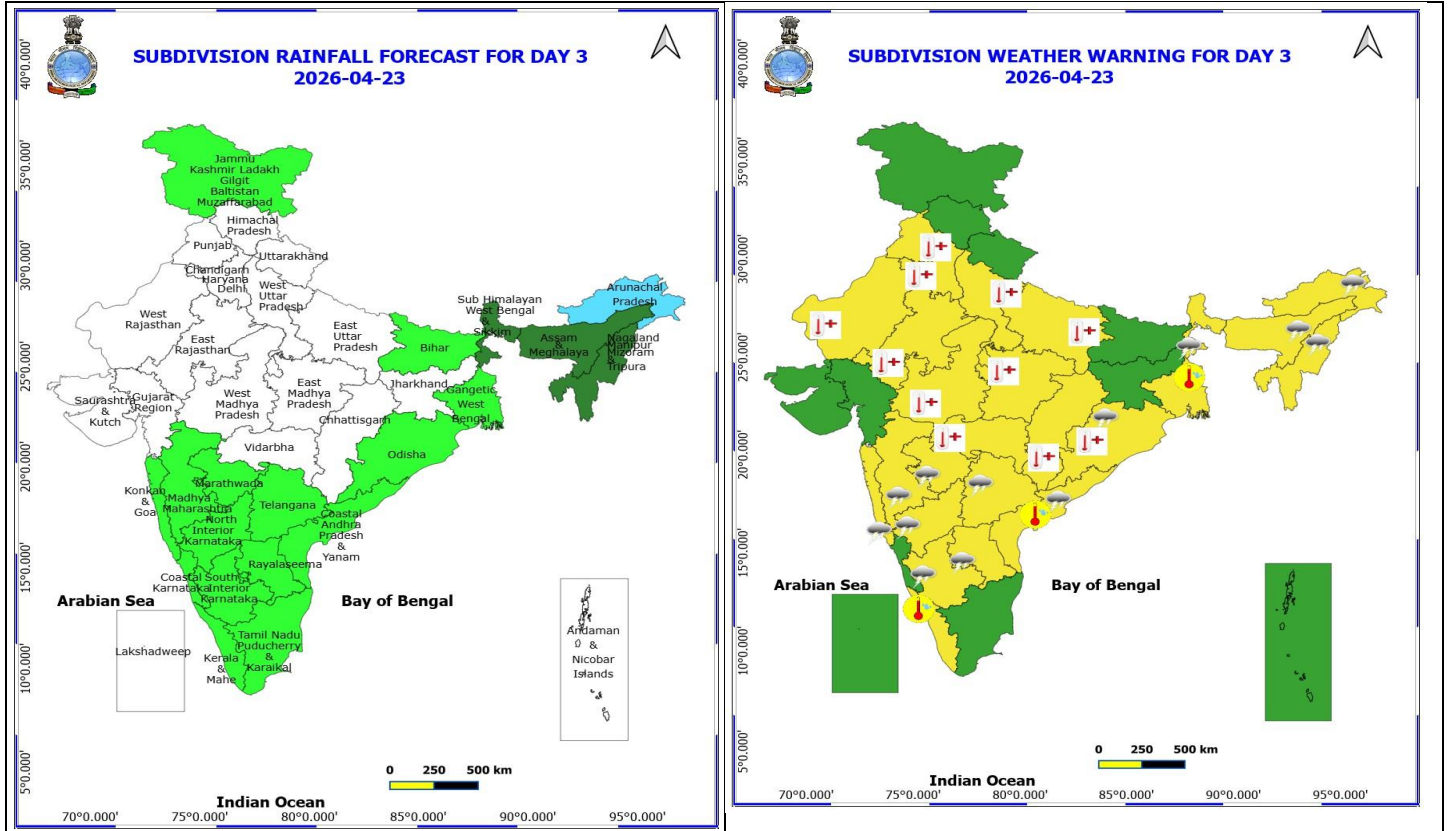 SUBDIVISION RAINFALL FORECAST FOR DAY 3
2026-04-23
40°0.000'
35°0.000'
30°0.000'
25°0.000'
20°0.000'
15°0.000'
10°0.000'
5°0.000'
Jammu
Kashmir Ladakh
Gilgit
Baltistan
Muzaffarabad
Himachal
Pradesh
Punjab
Uttarakhand
Chandigarh
Haryana
Delhi
West
Uttar
Pradesh
West
Rajasthan
East
Rajasthan
East
Uttar
Pradesh
Bihar
Sub Himalayan
West Bengal
&
Sikkim
Arunachal
Pradesh
Assam
&
Meghalaya
Nagaland
Manipur
Mizoram
&
Tripura
Jharkhand
Gangetic
West
Bengal
Saurashtra
&
Kutch
Gujarat
Region
West
Madhya
Pradesh
East
Madhya
Pradesh
Chhattisgarh
Vidarbha
Odisha
Konkan
&
Goa
Marathwada
Madhya
Maharashtra
North
Interior
Karnataka
Telangana
Coastal
Andhra
Pradesh
&
Yanam
Rayalaseema
Coastal
Karnataka
South
Interior
Karnataka
Arabian Sea
Bay of Bengal
Lakshadweep
Kerala
&
Mahe
Tamil Nadu
Puducherry
&
Karaikal
Andaman
&
Nicobar
Islands
0 250 500 km
Indian Ocean
70°0.000' 75°0.000' 80°0.000' 85°0.000' 90°0.000' 95°0.000'
SUBDIVISION WEATHER WARNING FOR DAY 3
2026-04-23
40°0.000'
35°0.000'
30°0.000'
25°0.000'
20°0.000'
15°0.000'
10°0.000'
5°0.000'
Arabian Sea
Bay of Bengal
0 250 500 km
Indian Ocean
70°0.000' 75°0.000' 80°0.000' 85°0.000' 90°0.000' 95°0.000'